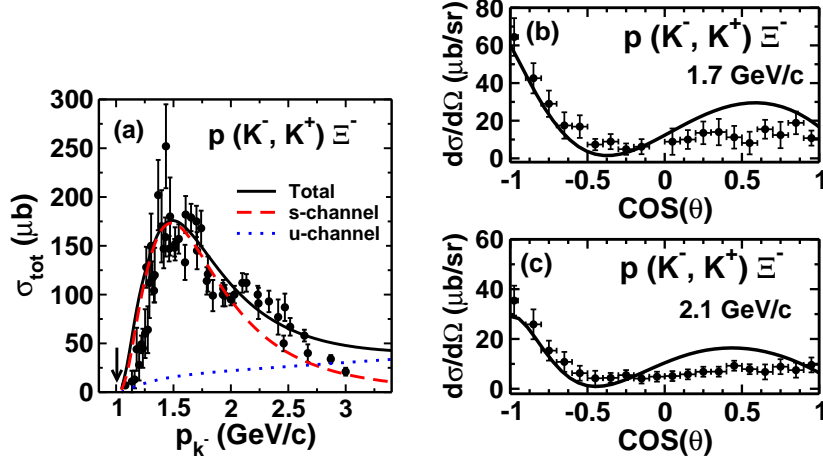 (a)
p (K⁻, K⁺) Ξ⁻
Total
s-channel
u-channel
σtot (μb)
300
250
200
150
100
50
0
1 1.5 2 2.5 3
pk⁻ (GeV/c)
(b)
p (K⁻, K⁺) Ξ⁻
1.7 GeV/c
dσ/dΩ (μb/sr)
80
60
40
20
0
-1 -0.5 0 0.5 1
COS(θ)
(c)
p (K⁻, K⁺) Ξ⁻
2.1 GeV/c
dσ/dΩ (μb/sr)
60
40
20
0
-1 -0.5 0 0.5 1
COS(θ)